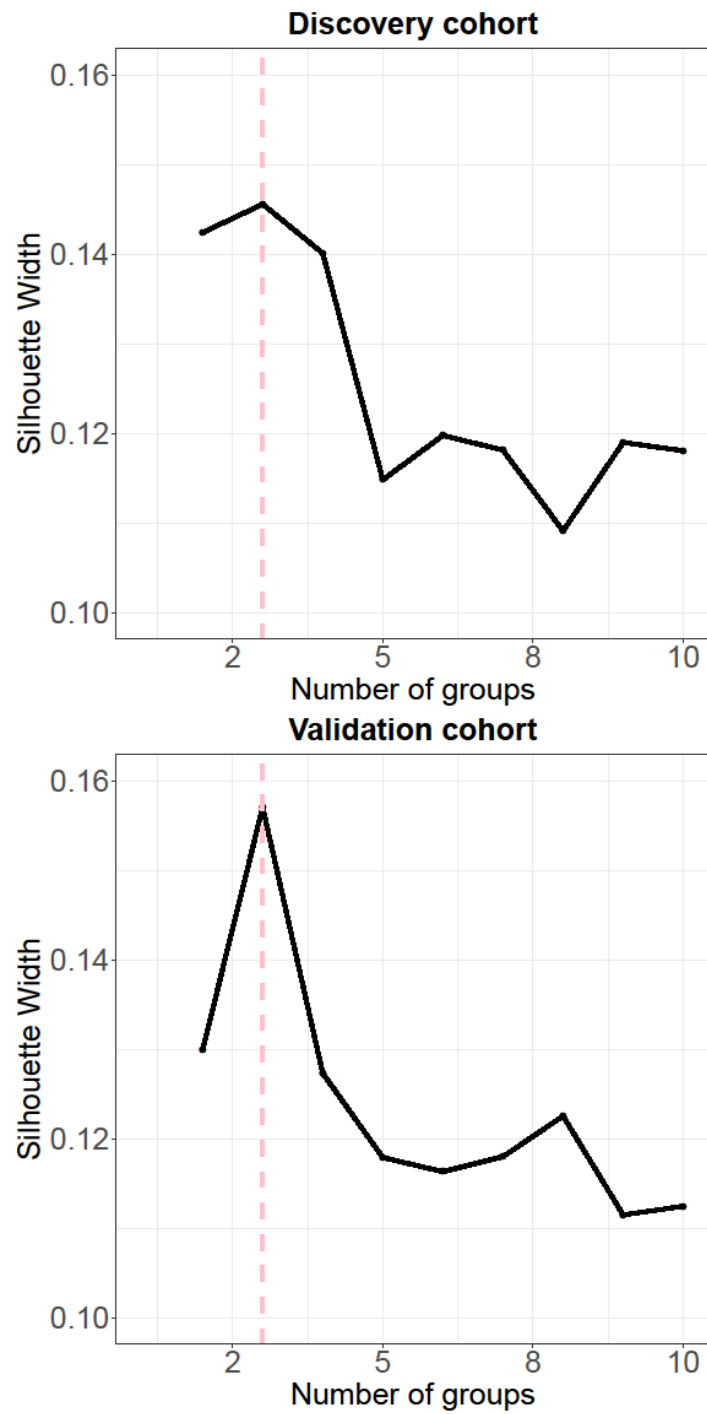 Discovery cohort
0.16
0.14
0.12
0.10
Silhouette Width
2 5 8 10
Number of groups
Validation cohort
0.16
0.14
0.12
0.10
Silhouette Width
2 5 8 10
Number of groups